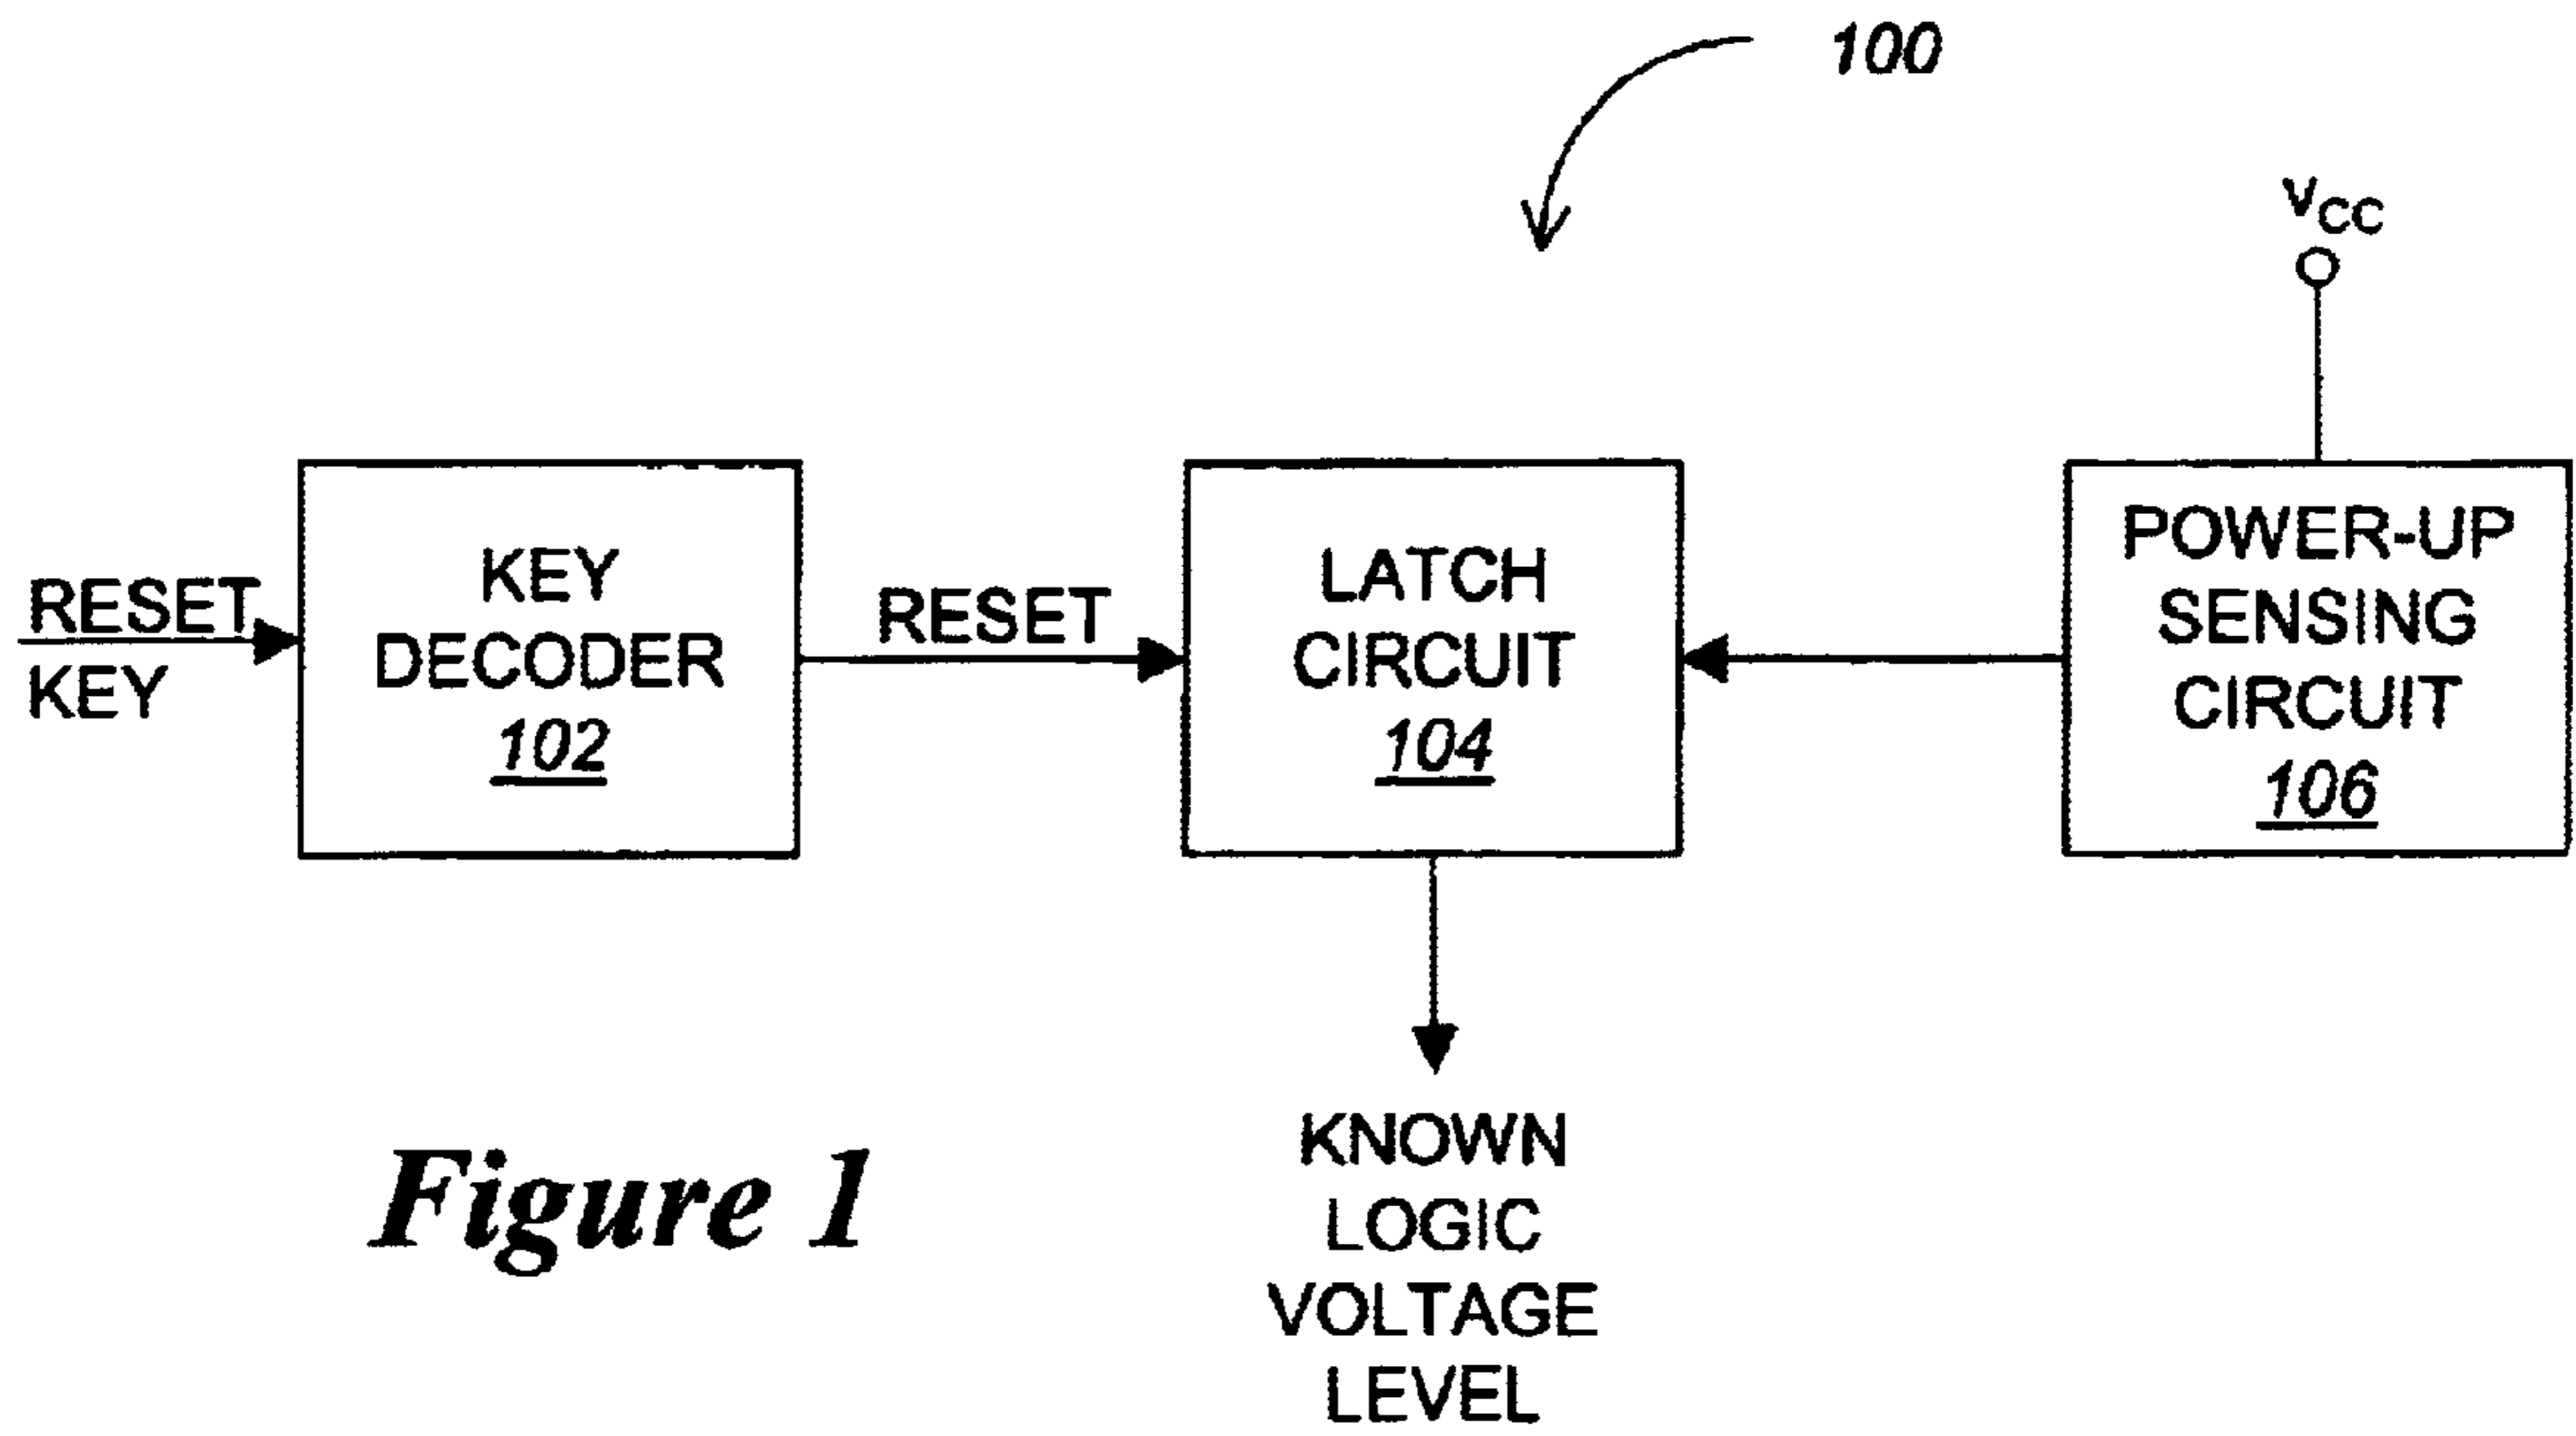 100
VCC
RESET
KEY
KEY
DECODER
102
RESET
LATCH
CIRCUIT
104
POWER-UP
SENSING
CIRCUIT
106
KNOWN
LOGIC
VOLTAGE
LEVEL
Figure 1